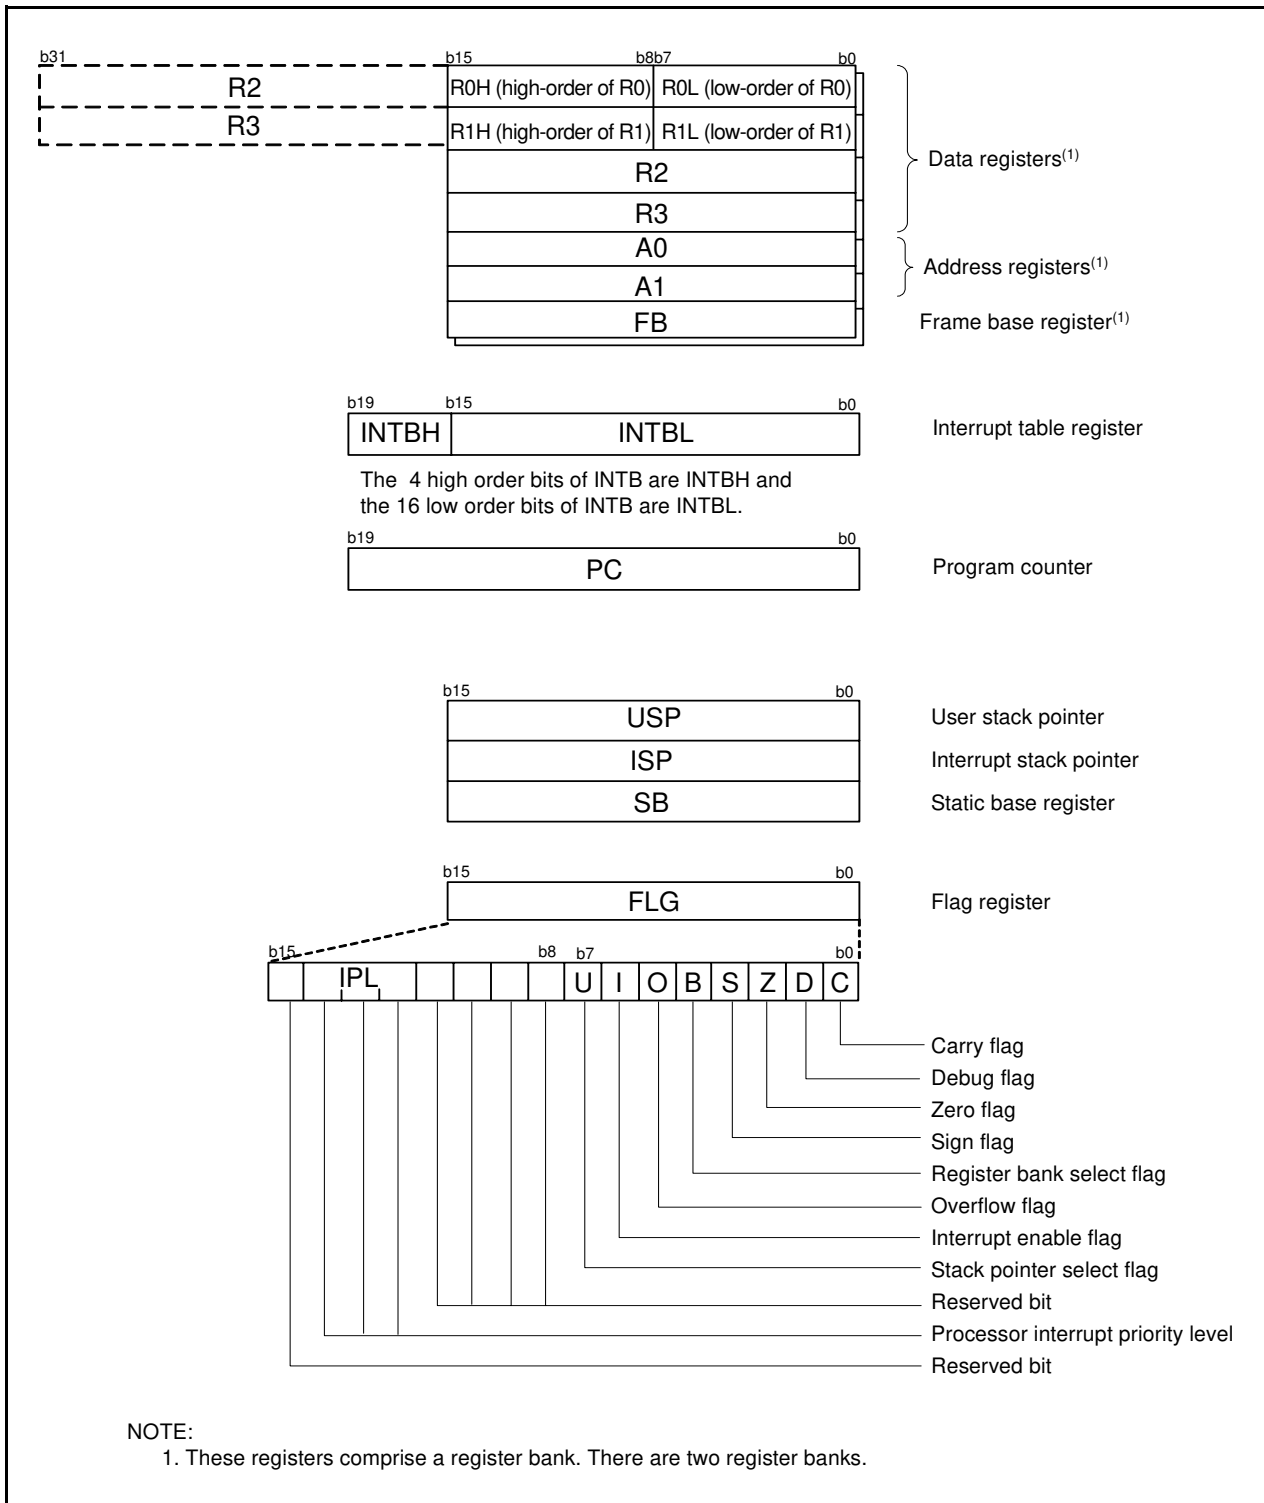 b31 b15 b8b7 b0
R2 R0H (high-order of R0) R0L (low-order of R0)
R3 R1H (high-order of R1) R1L (low-order of R1)
Data registers(1)
R2
R3
A0
Address registers(1)
A1
FB Frame base register(1)
b19 b15 b0
INTBH INTBL Interrupt table register
The 4 high order bits of INTB are INTBH and
the 16 low order bits of INTB are INTBL.
b19 b0
PC Program counter
b15 b0
USP User stack pointer
ISP Interrupt stack pointer
SB Static base register
b15 b0
FLG Flag register
b15 b8 b7 b0
IPL U I O B S Z D C
Carry flag
Debug flag
Zero flag
Sign flag
Register bank select flag
Overflow flag
Interrupt enable flag
Stack pointer select flag
Reserved bit
Processor interrupt priority level
Reserved bit
NOTE:
1. These registers comprise a register bank. There are two register banks.